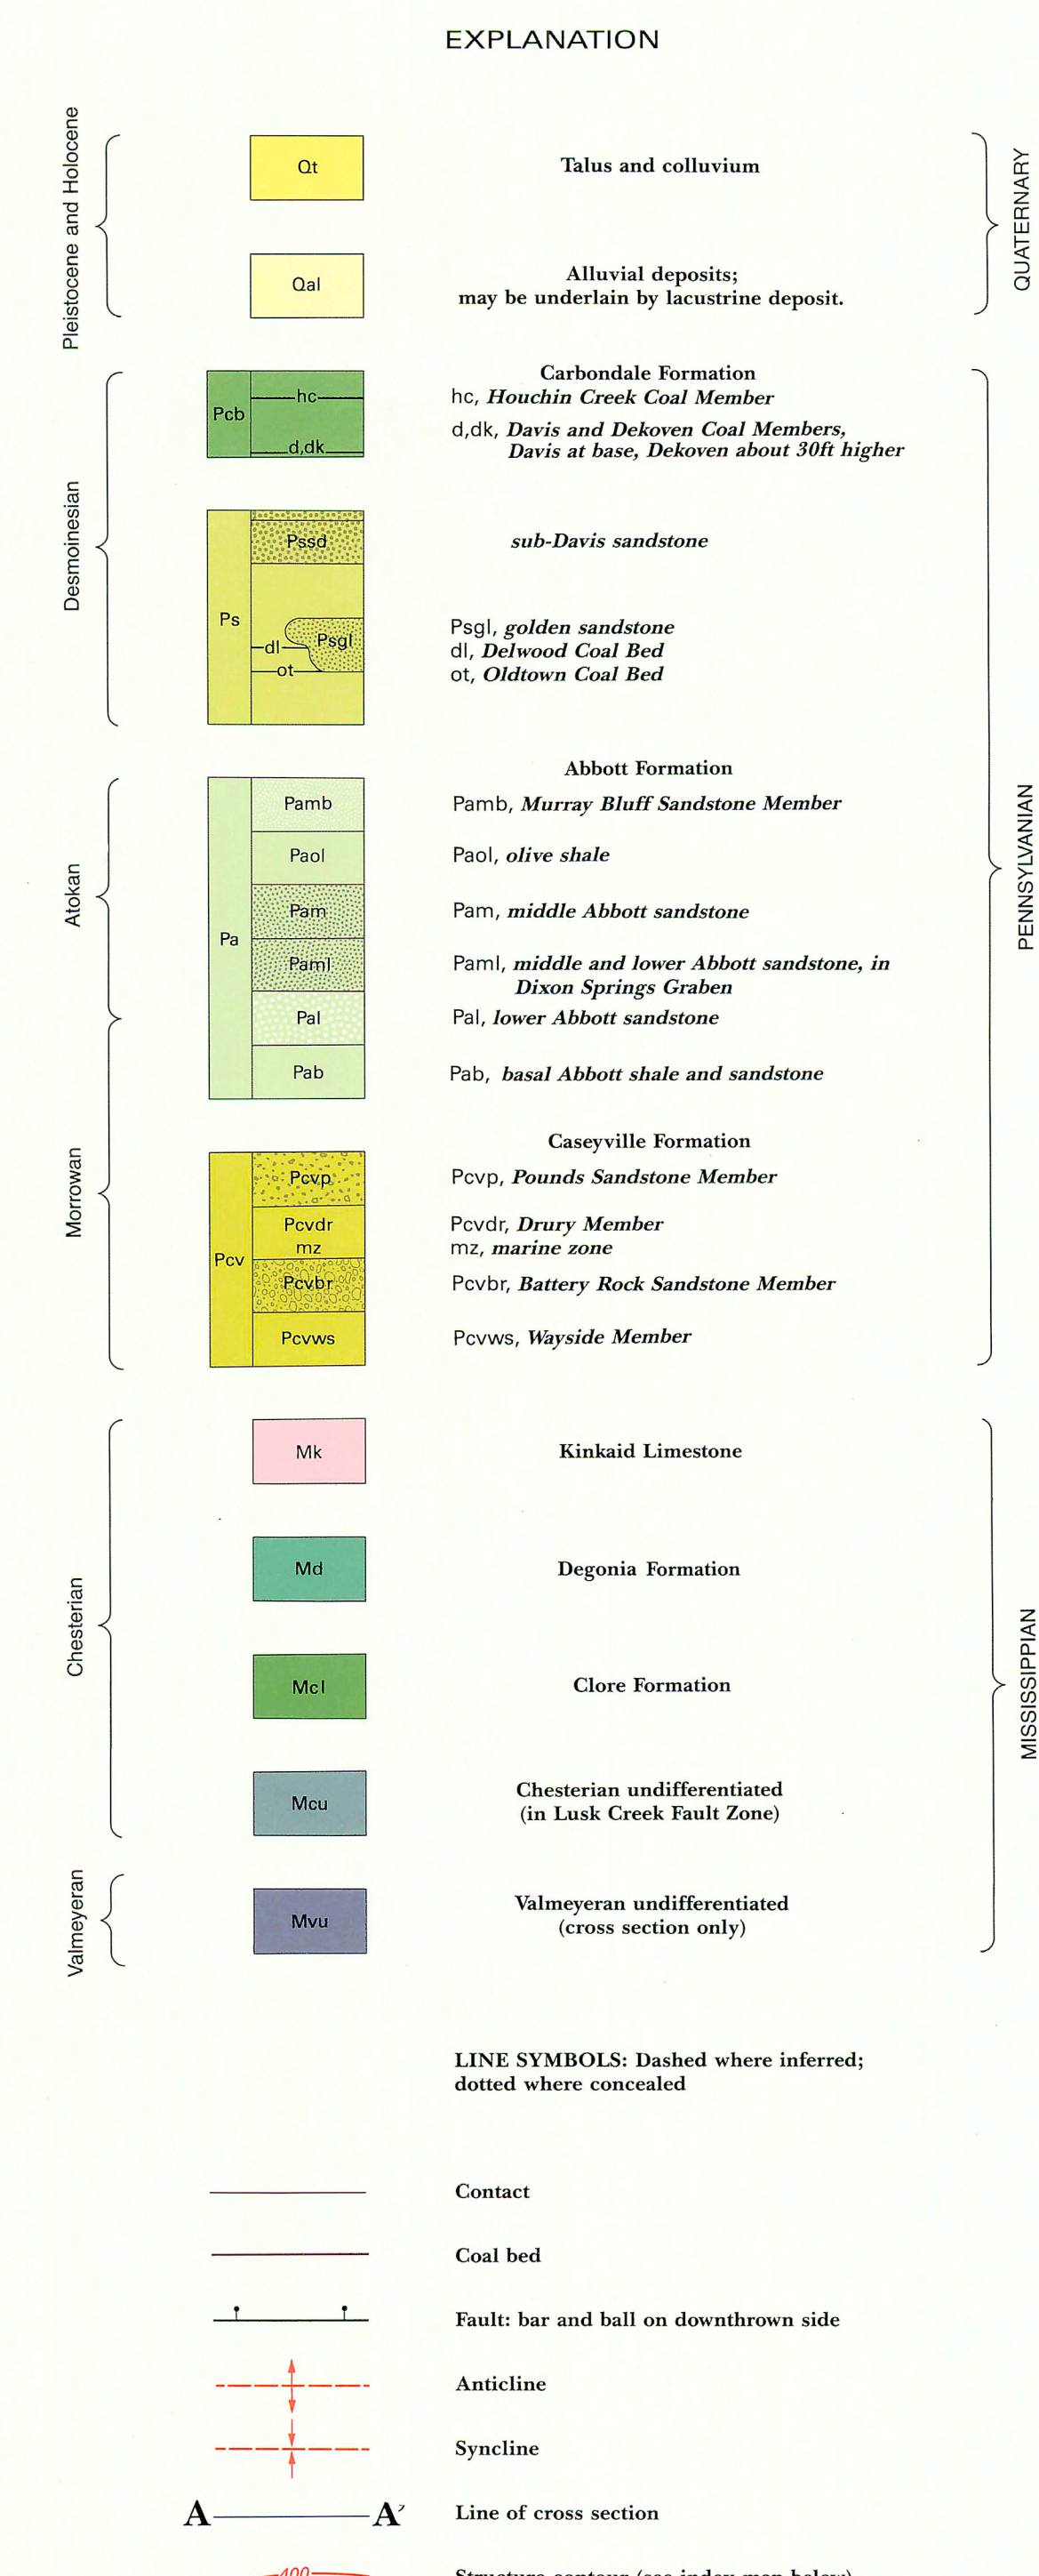 EXPLANATION
Pleistocene and Holocene
QUATERNARY
Qt
Talus and colluvium
Qal
Alluvial deposits;
may be underlain by lacustrine deposit.
Desmoinesian
PENNSYLVANIAN
Pcb
hc
d,dk
Carbondale Formation
hc, Houchin Creek Coal Member
d,dk, Davis and Dekoven Coal Members,
Davis at base, Dekoven about 30ft higher
Ps
Pssd
sub-Davis sandstone
Psgl
dl
ot
Psgl, golden sandstone
dl, Delwood Coal Bed
ot, Oldtown Coal Bed
Atokan
Abbott Formation
Pa
Pamb
Pamb, Murray Bluff Sandstone Member
Paol
Paol, olive shale
Pam
Pam, middle Abbott sandstone
Paml
Paml, middle and lower Abbott sandstone, in
Dixon Springs Graben
Pal
Pal, lower Abbott sandstone
Pab
Pab, basal Abbott shale and sandstone
Morrowan
Caseyville Formation
Pcv
Pcvp
Pcvp, Pounds Sandstone Member
Pcvdr
mz
Pcvdr, Drury Member
mz, marine zone
Pcvbr
Pcvbr, Battery Rock Sandstone Member
Pcvws
Pcvws, Wayside Member
Chesterian
MISSISSIPPIAN
Mk
Kinkaid Limestone
Md
Degonia Formation
Mcl
Clore Formation
Mcu
Chesterian undifferentiated
(in Lusk Creek Fault Zone)
Valmeyeran
Mvu
Valmeyeran undifferentiated
(cross section only)
LINE SYMBOLS: Dashed where inferred;
dotted where concealed
Contact
Coal bed
Fault: bar and ball on downthrown side
Anticline
Syncline
A A’
Line of cross section
400
Structure contour (see index map below)